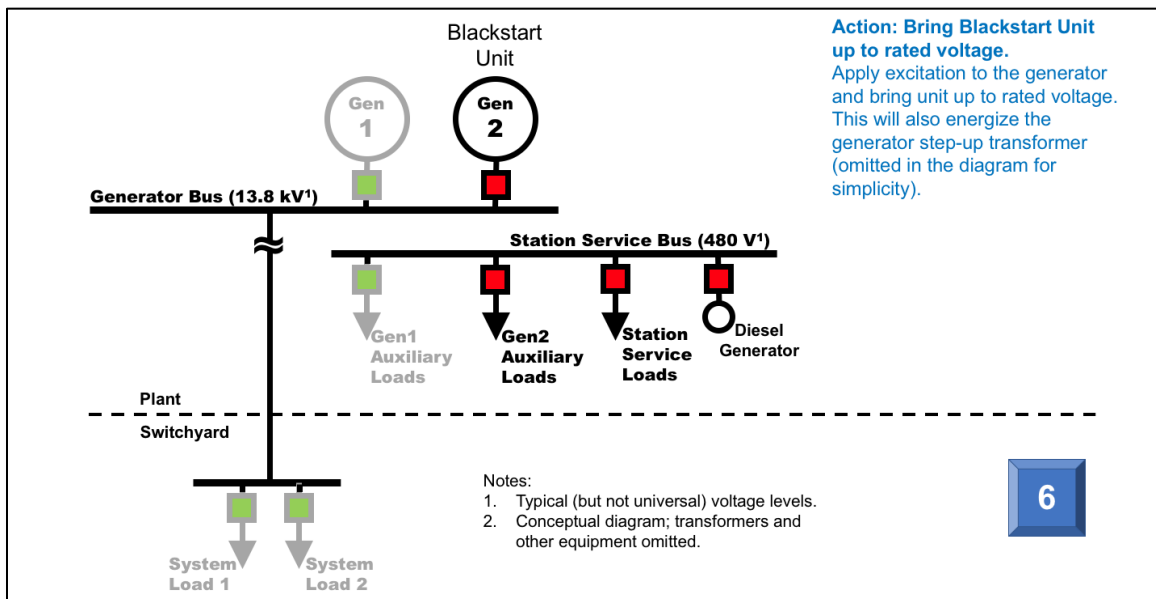 Blackstart
Unit
Action: Bring Blackstart Unit
up to rated voltage.
Apply excitation to the generator
and bring unit up to rated voltage.
This will also energize the
generator step-up transformer
(omitted in the diagram for
simplicity).
Gen
1
Gen
2
Generator Bus (13.8 kV¹)
Station Service Bus (480 V¹)
Gen1
Auxiliary
Loads
Gen2
Auxiliary
Loads
Station
Service
Loads
Diesel
Generator
Plant
Switchyard
Notes:
1. Typical (but not universal) voltage levels.
2. Conceptual diagram; transformers and
other equipment omitted.
6
System
Load 1
System
Load 2